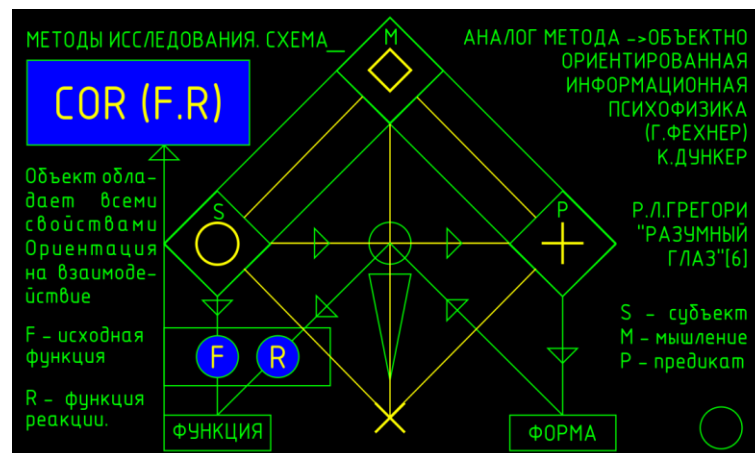 МЕТОДЫ ИССЛЕДОВАНИЯ. СХЕМА_
COR (F.R)
Объект обла-
дает всеми
свойствами
Ориентация
на взаимоде-
йствие
F - исходная
функция
R - функция
реакции.
M
S
P
F
R
ФУНКЦИЯ
ФОРМА
АНАЛОГ МЕТОДА ->ОБЪЕКТНО
ОРИЕНТИРОВАННАЯ
ИНФОРМАЦИОННАЯ
ПСИХОФИЗИКА
(Г.ФЕХНЕР)
К.ДУНКЕР
Р.Л.ГРЕГОРИ
"РАЗУМНЫЙ
ГЛАЗ"[6]
S - субъект
M - мышление
P - предикат